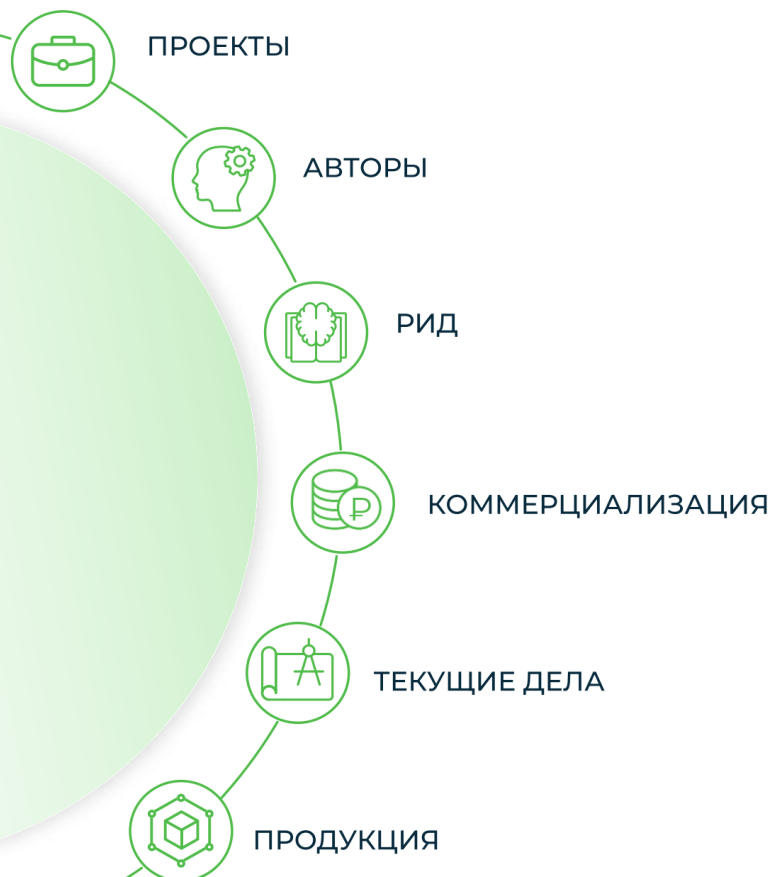 ПРОЕКТЫ
АВТОРЫ
РИД
КОММЕРЦИАЛИЗАЦИЯ
ТЕКУЩИЕ ДЕЛА
ПРОДУКЦИЯ